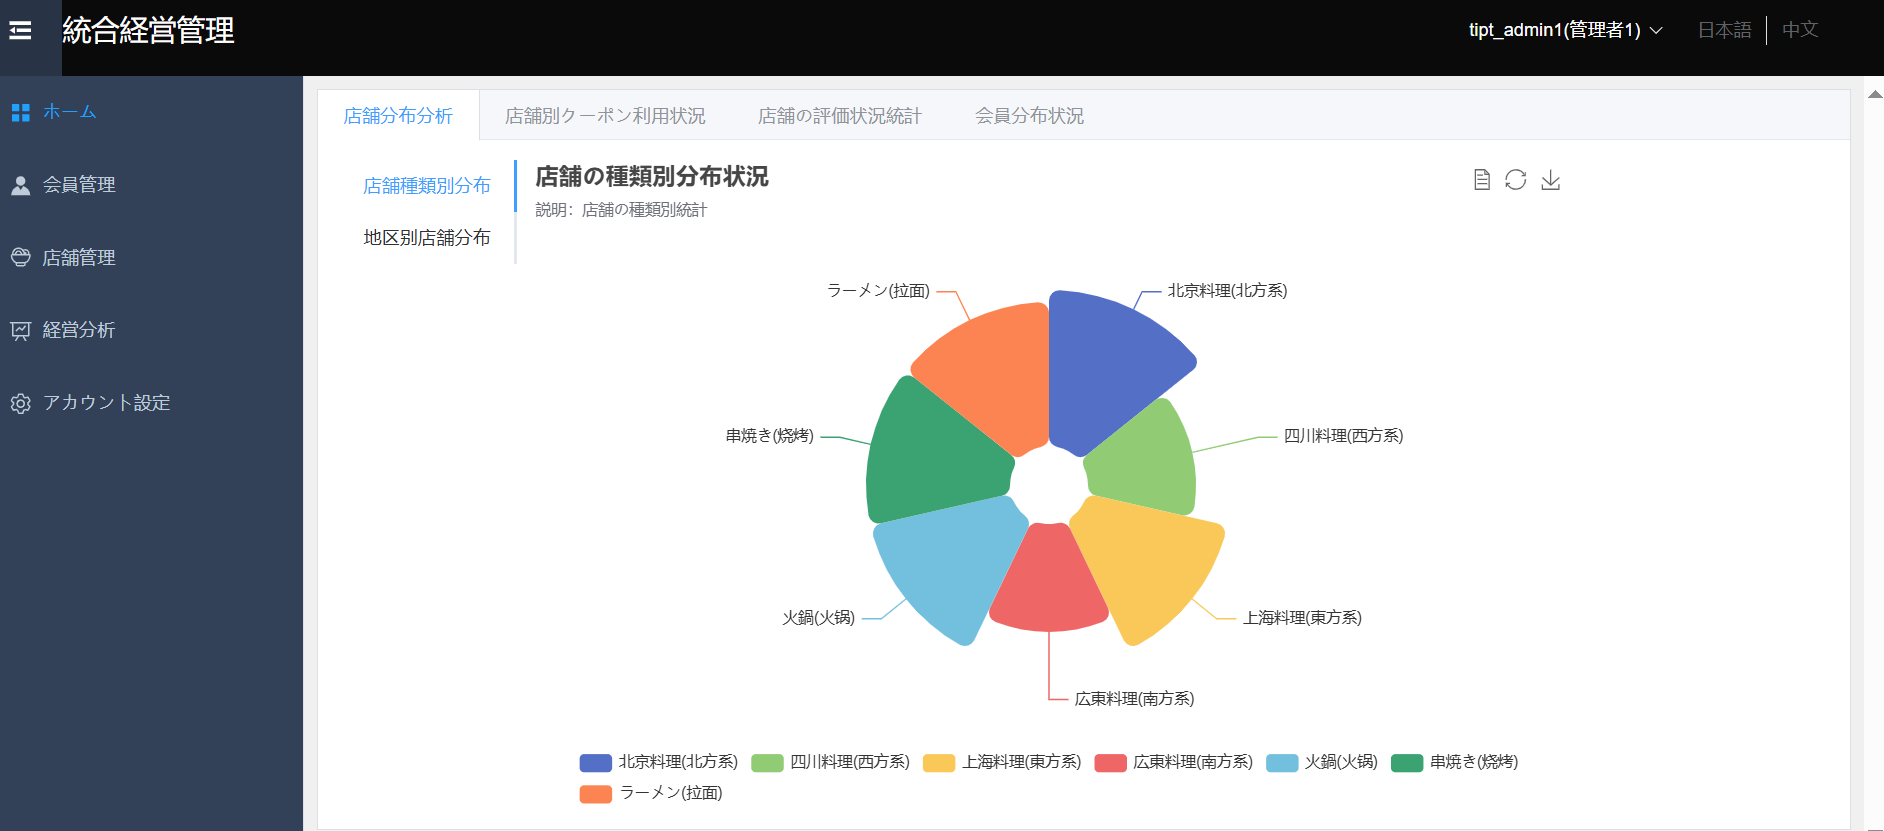 統合経営管理
tipt_admin1(管理者1)
日本語
中文
ホーム
会員管理
店舗管理
経営分析
アカウント設定
店舗分布分析
店舗別クーポン利用状況
店舗の評価状況統計
会員分布状況
店舗種類別分布
地区別店舗分布
店舗の種類別分布状況
説明：店舗の種類別統計
ラーメン(拉面)
北京料理(北方系)
串焼き(烧烤)
四川料理(西方系)
火鍋(火锅)
上海料理(東方系)
広東料理(南方系)
北京料理(北方系)
四川料理(西方系)
上海料理(東方系)
広東料理(南方系)
火鍋(火锅)
串焼き(烧烤)
ラーメン(拉面)